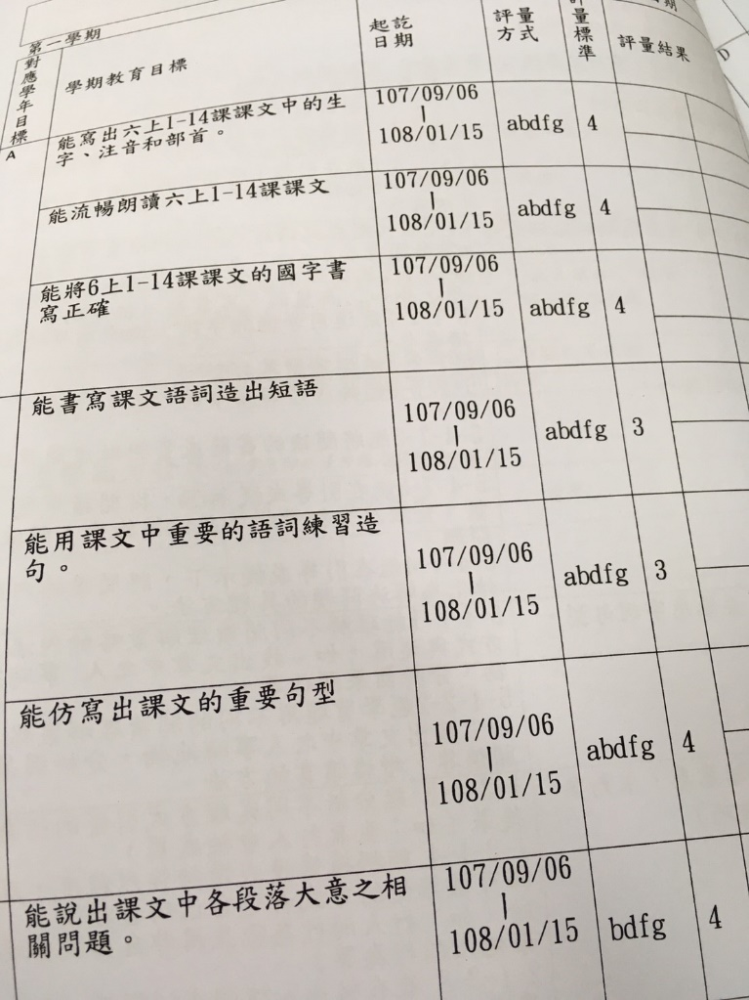 第一學期
對應學年目標
學期教育目標
起訖
日期
評量
方式
量標準
評量結果
D
A
能寫出六上1-14課課文中的生
字、注音和部首。
107/09/06
|
108/01/15
abdfg
4
能流暢朗讀六上1-14課課文
107/09/06
|
108/01/15
abdfg
4
能將6上1-14課課文的國字書
寫正確
107/09/06
|
108/01/15
abdfg
4
能書寫課文語詞造出短語
107/09/06
|
108/01/15
abdfg
3
能用課文中重要的語詞練習造
句。
107/09/06
|
108/01/15
abdfg
3
能仿寫出課文的重要句型
107/09/06
|
108/01/15
abdfg
4
能說出課文中各段落大意之相
關問題。
107/09/06
|
108/01/15
bdfg
4